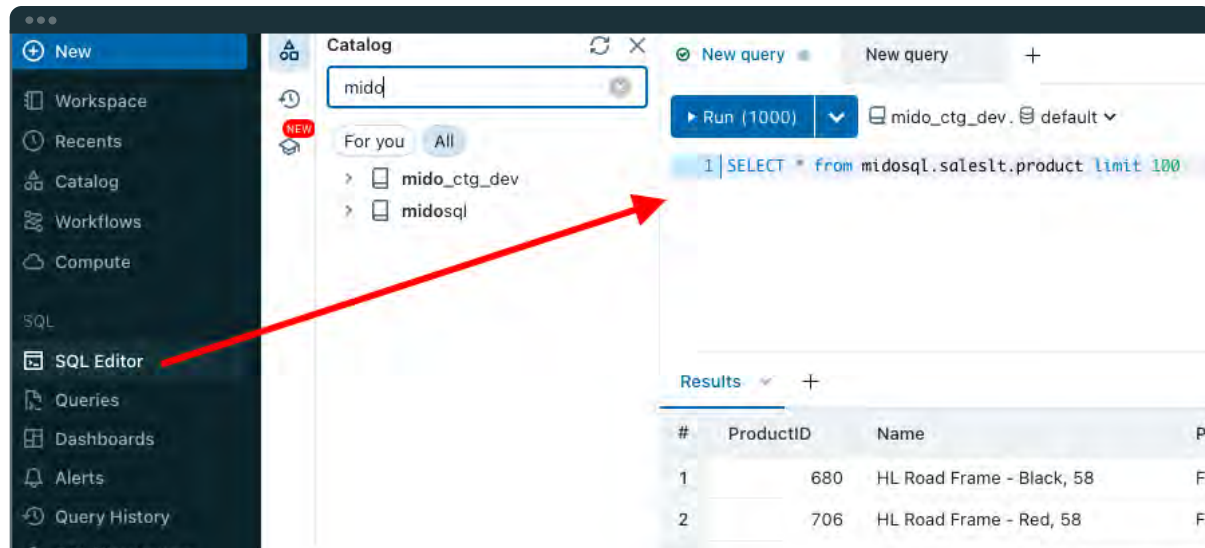 New
Workspace
Recents
Catalog
Workflows
Compute
SQL
SQL Editor
Queries
Dashboards
Alerts
Query History
NEW
Catalog
mido
For you All
mido_ctg_dev
midosql
New query New query +
Run (1000) mido_ctg_dev. default
1 SELECT * from midosql.saleslt.product limit 100
Results +
# ProductID Name P
1 680 HL Road Frame - Black, 58 F
2 706 HL Road Frame - Red, 58 F